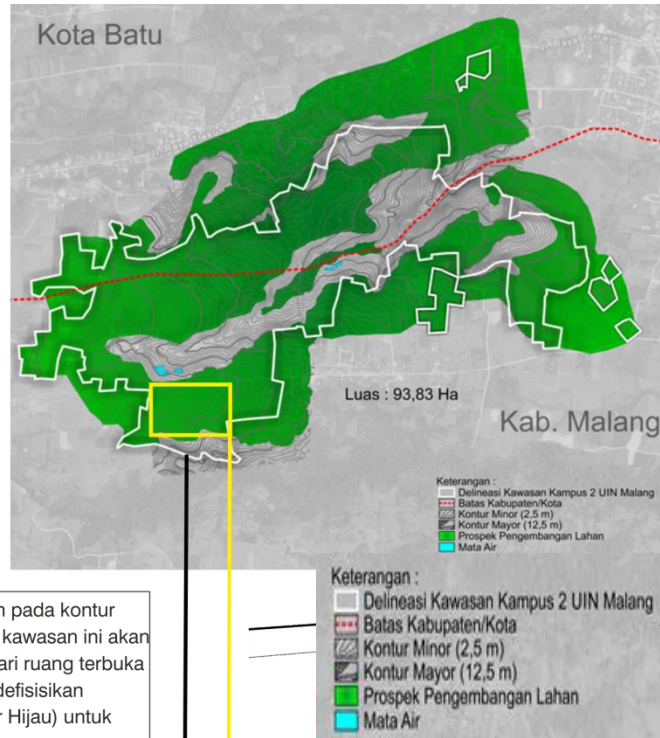 Kota Batu
Luas : 93,83 Ha
Kab. Malang
Keterangan :
Delineasi Kawasan Kampus 2 UIN Malang
Batas Kabupaten/Kota
Kontur Minor (2,5 m)
Kontur Mayor (12,5 m)
Prospek Pengembangan Lahan
Mata Air
Keterangan :
Delineasi Kawasan Kampus 2 UIN Malang
Batas Kabupaten/Kota
Kontur Minor (2,5 m)
Kontur Mayor (12,5 m)
Prospek Pengembangan Lahan
Mata Air
pada kontur
kawasan ini akan
ari ruang terbuka
defisisikan
Hijau) untuk